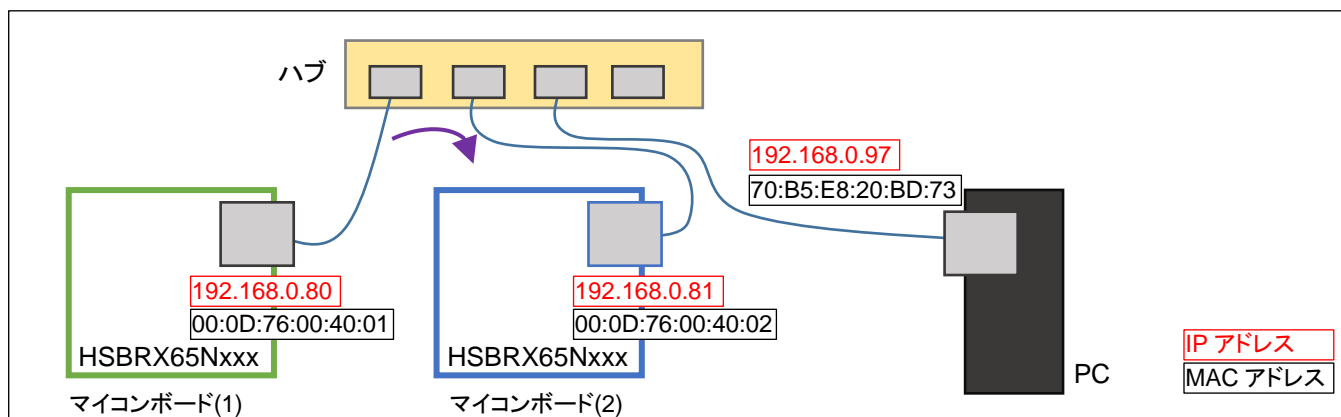 ハブ
192.168.0.97
70:B5:E8:20:BD:73
192.168.0.80
00:0D:76:00:40:01
HSBRX65Nxxx
マイコンボード(1)
192.168.0.81
00:0D:76:00:40:02
HSBRX65Nxxx
マイコンボード(2)
PC
IP アドレス
MAC アドレス